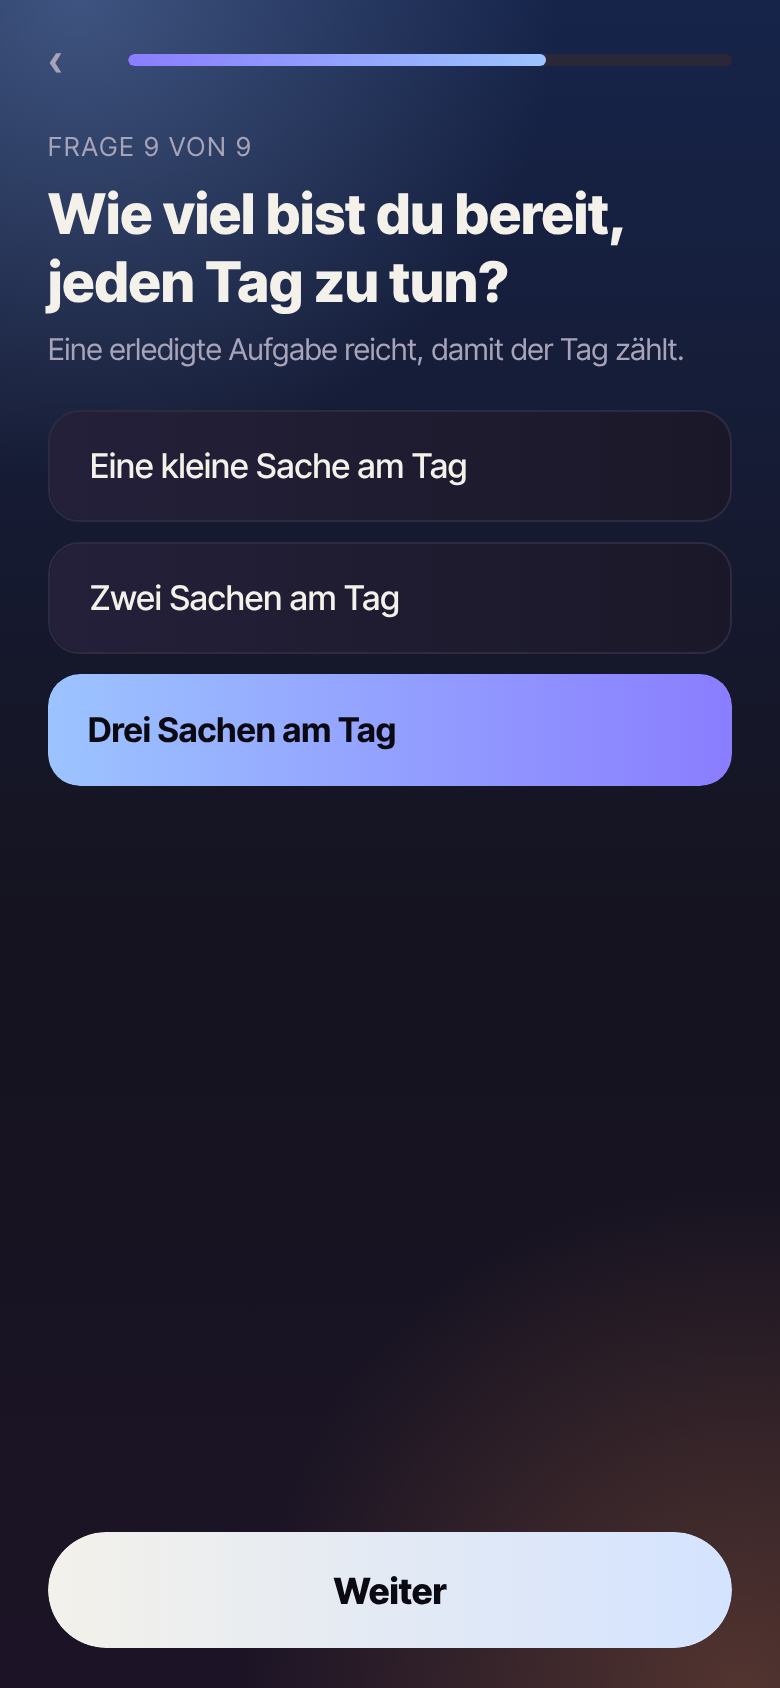 FRAGE 9 VON 9
Wie viel bist du bereit,
jeden Tag zu tun?
Eine erledigte Aufgabe reicht, damit der Tag zählt.
Eine kleine Sache am Tag
Zwei Sachen am Tag
Drei Sachen am Tag
Weiter